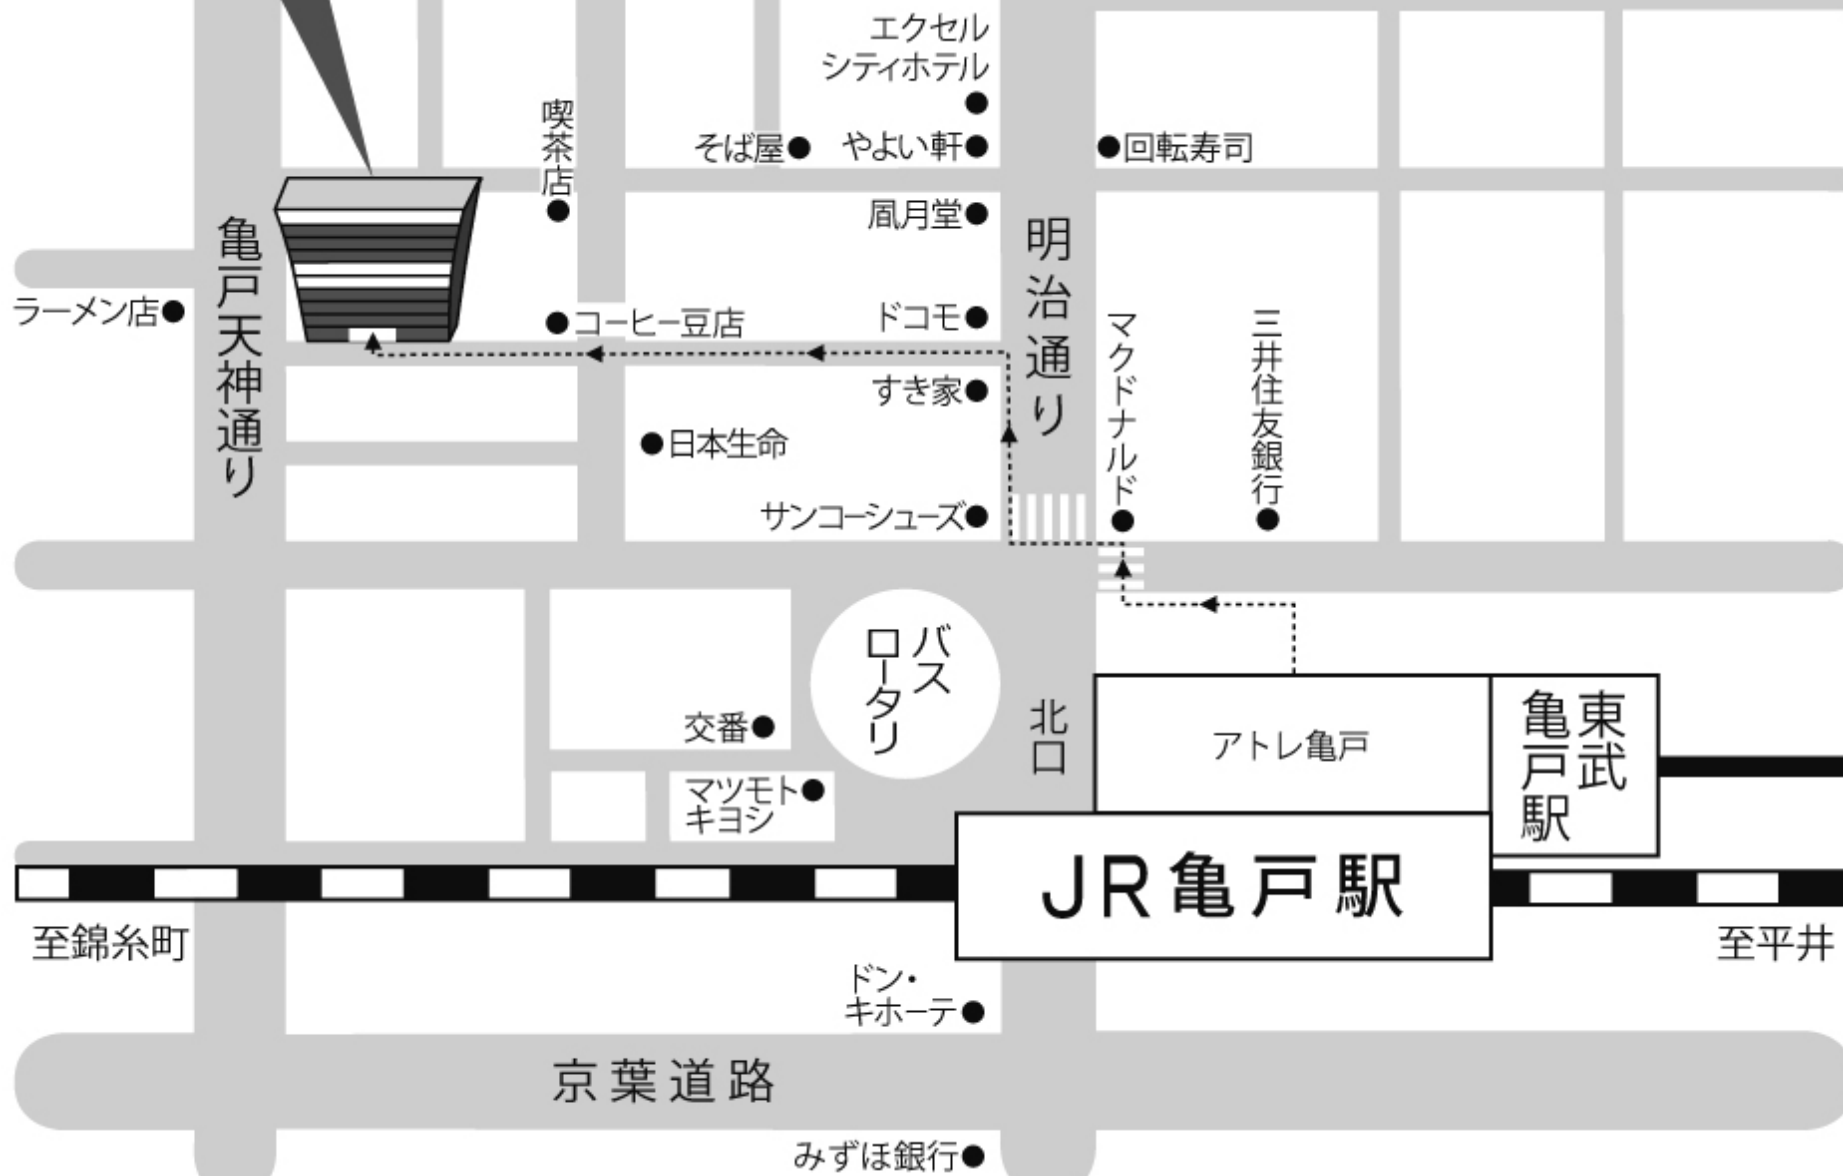 エクセル
シティホテル
喫茶店
そば屋
やよい軒
回転寿司
凮月堂
亀戸天神通り
明治通り
ラーメン店
コーヒー豆店
ドコモ
マクドナルド
三井住友銀行
すき家
日本生命
サンコーシューズ
バス
ロータリ
北口
交番
マツモト
キヨシ
アトレ亀戸
東武
亀戸駅
JR亀戸駅
至錦糸町
至平井
ドン・
キホーテ
京葉道路
みずほ銀行